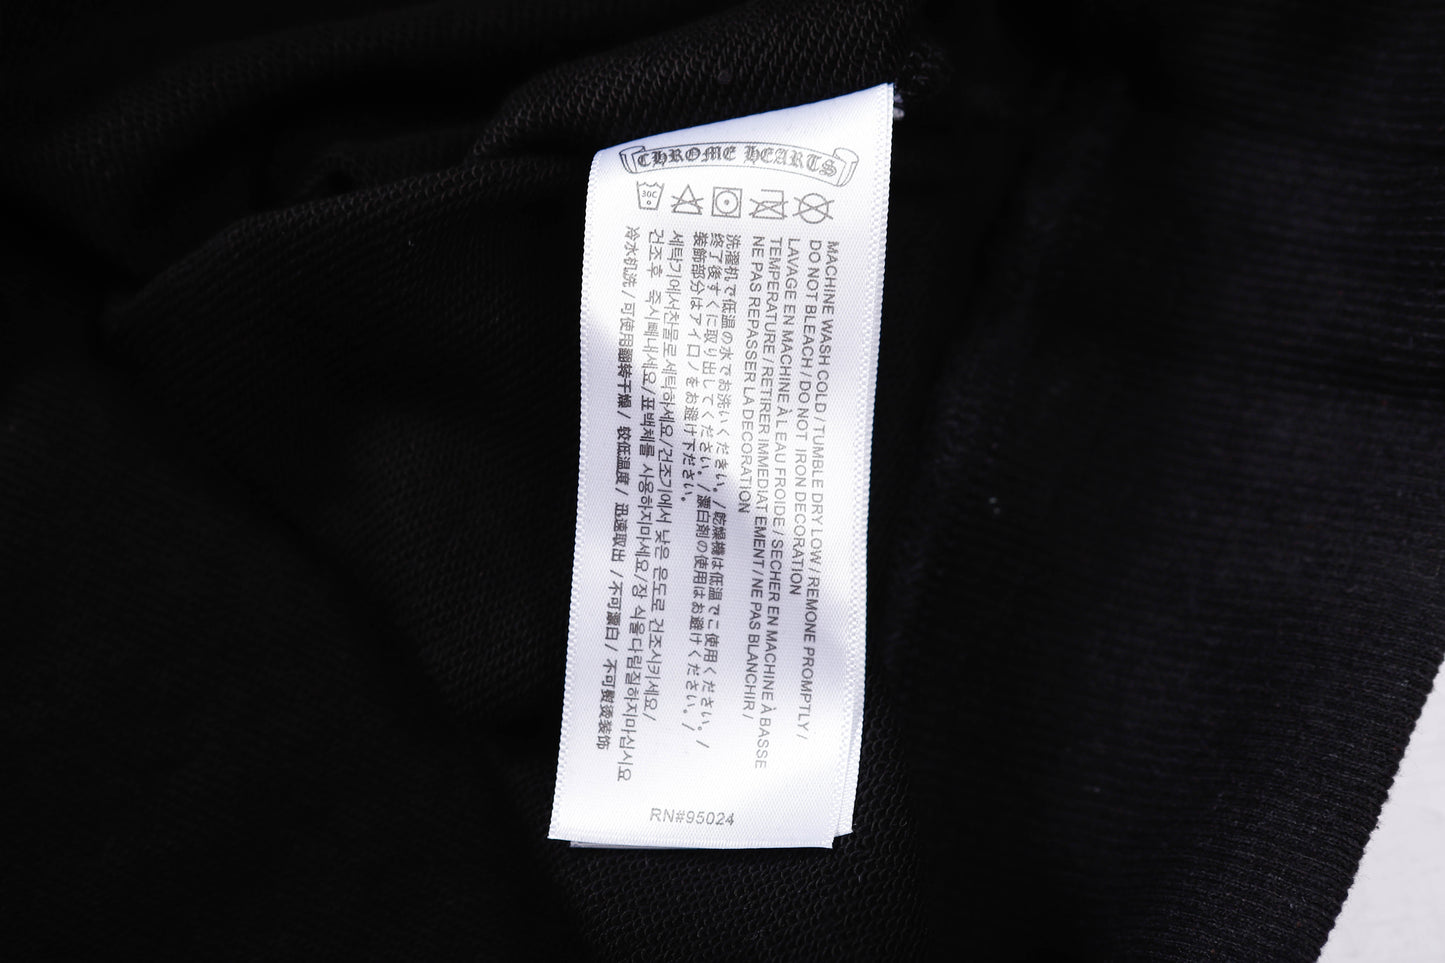 CHROME HEARTS
30C
MACHINE WASH COLD / TUMBLE DRY LOW / REMONE PROMPTLY /
DO NOT BLEACH / DO NOT IRON DECORATION
LAVAGE EN MACHINE À L EAU FROIDE / SECHER EN MACHINE À BASSE
TEMPERATURE / RETIRER IMMEDIAT EMENT / NE PAS BLANCHIR /
NE PAS REPASSER LA DECORATION
洗濯机で低温の水でお洗いください。/ 乾燥機は低温でご使用ください。/
終了後すぐに取り出してください。/ 漂白剤の使用はお避けください。/
装飾部分はアイロノをお避け下ださい。
세탁기에서찬물로세탁하세요/건조기에서 낮은 온도로 건조시키세요/
건조후 즉시빼내세요/표백제를 사용하지마세요/장 식을다림질하지마십시요
冷水机洗 / 可使用翻转干燥 / 较低温度 / 迅速取出 / 不可漂白 / 不可熨烫装饰
RN#95024